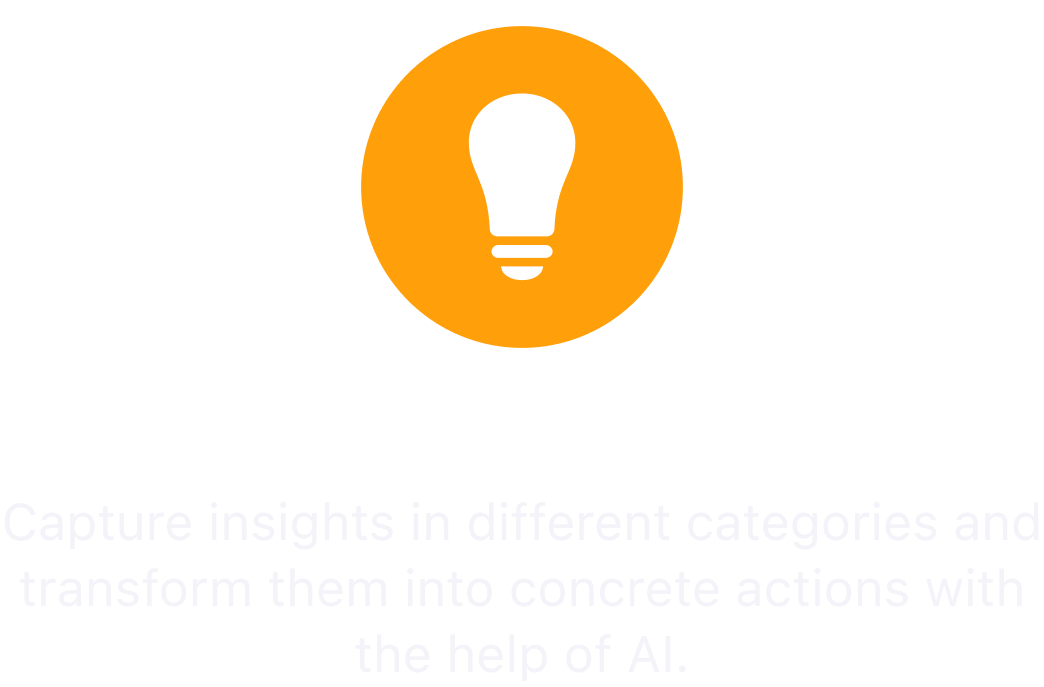 Capture insights in different categories and
transform them into concrete actions with
the help of AI.